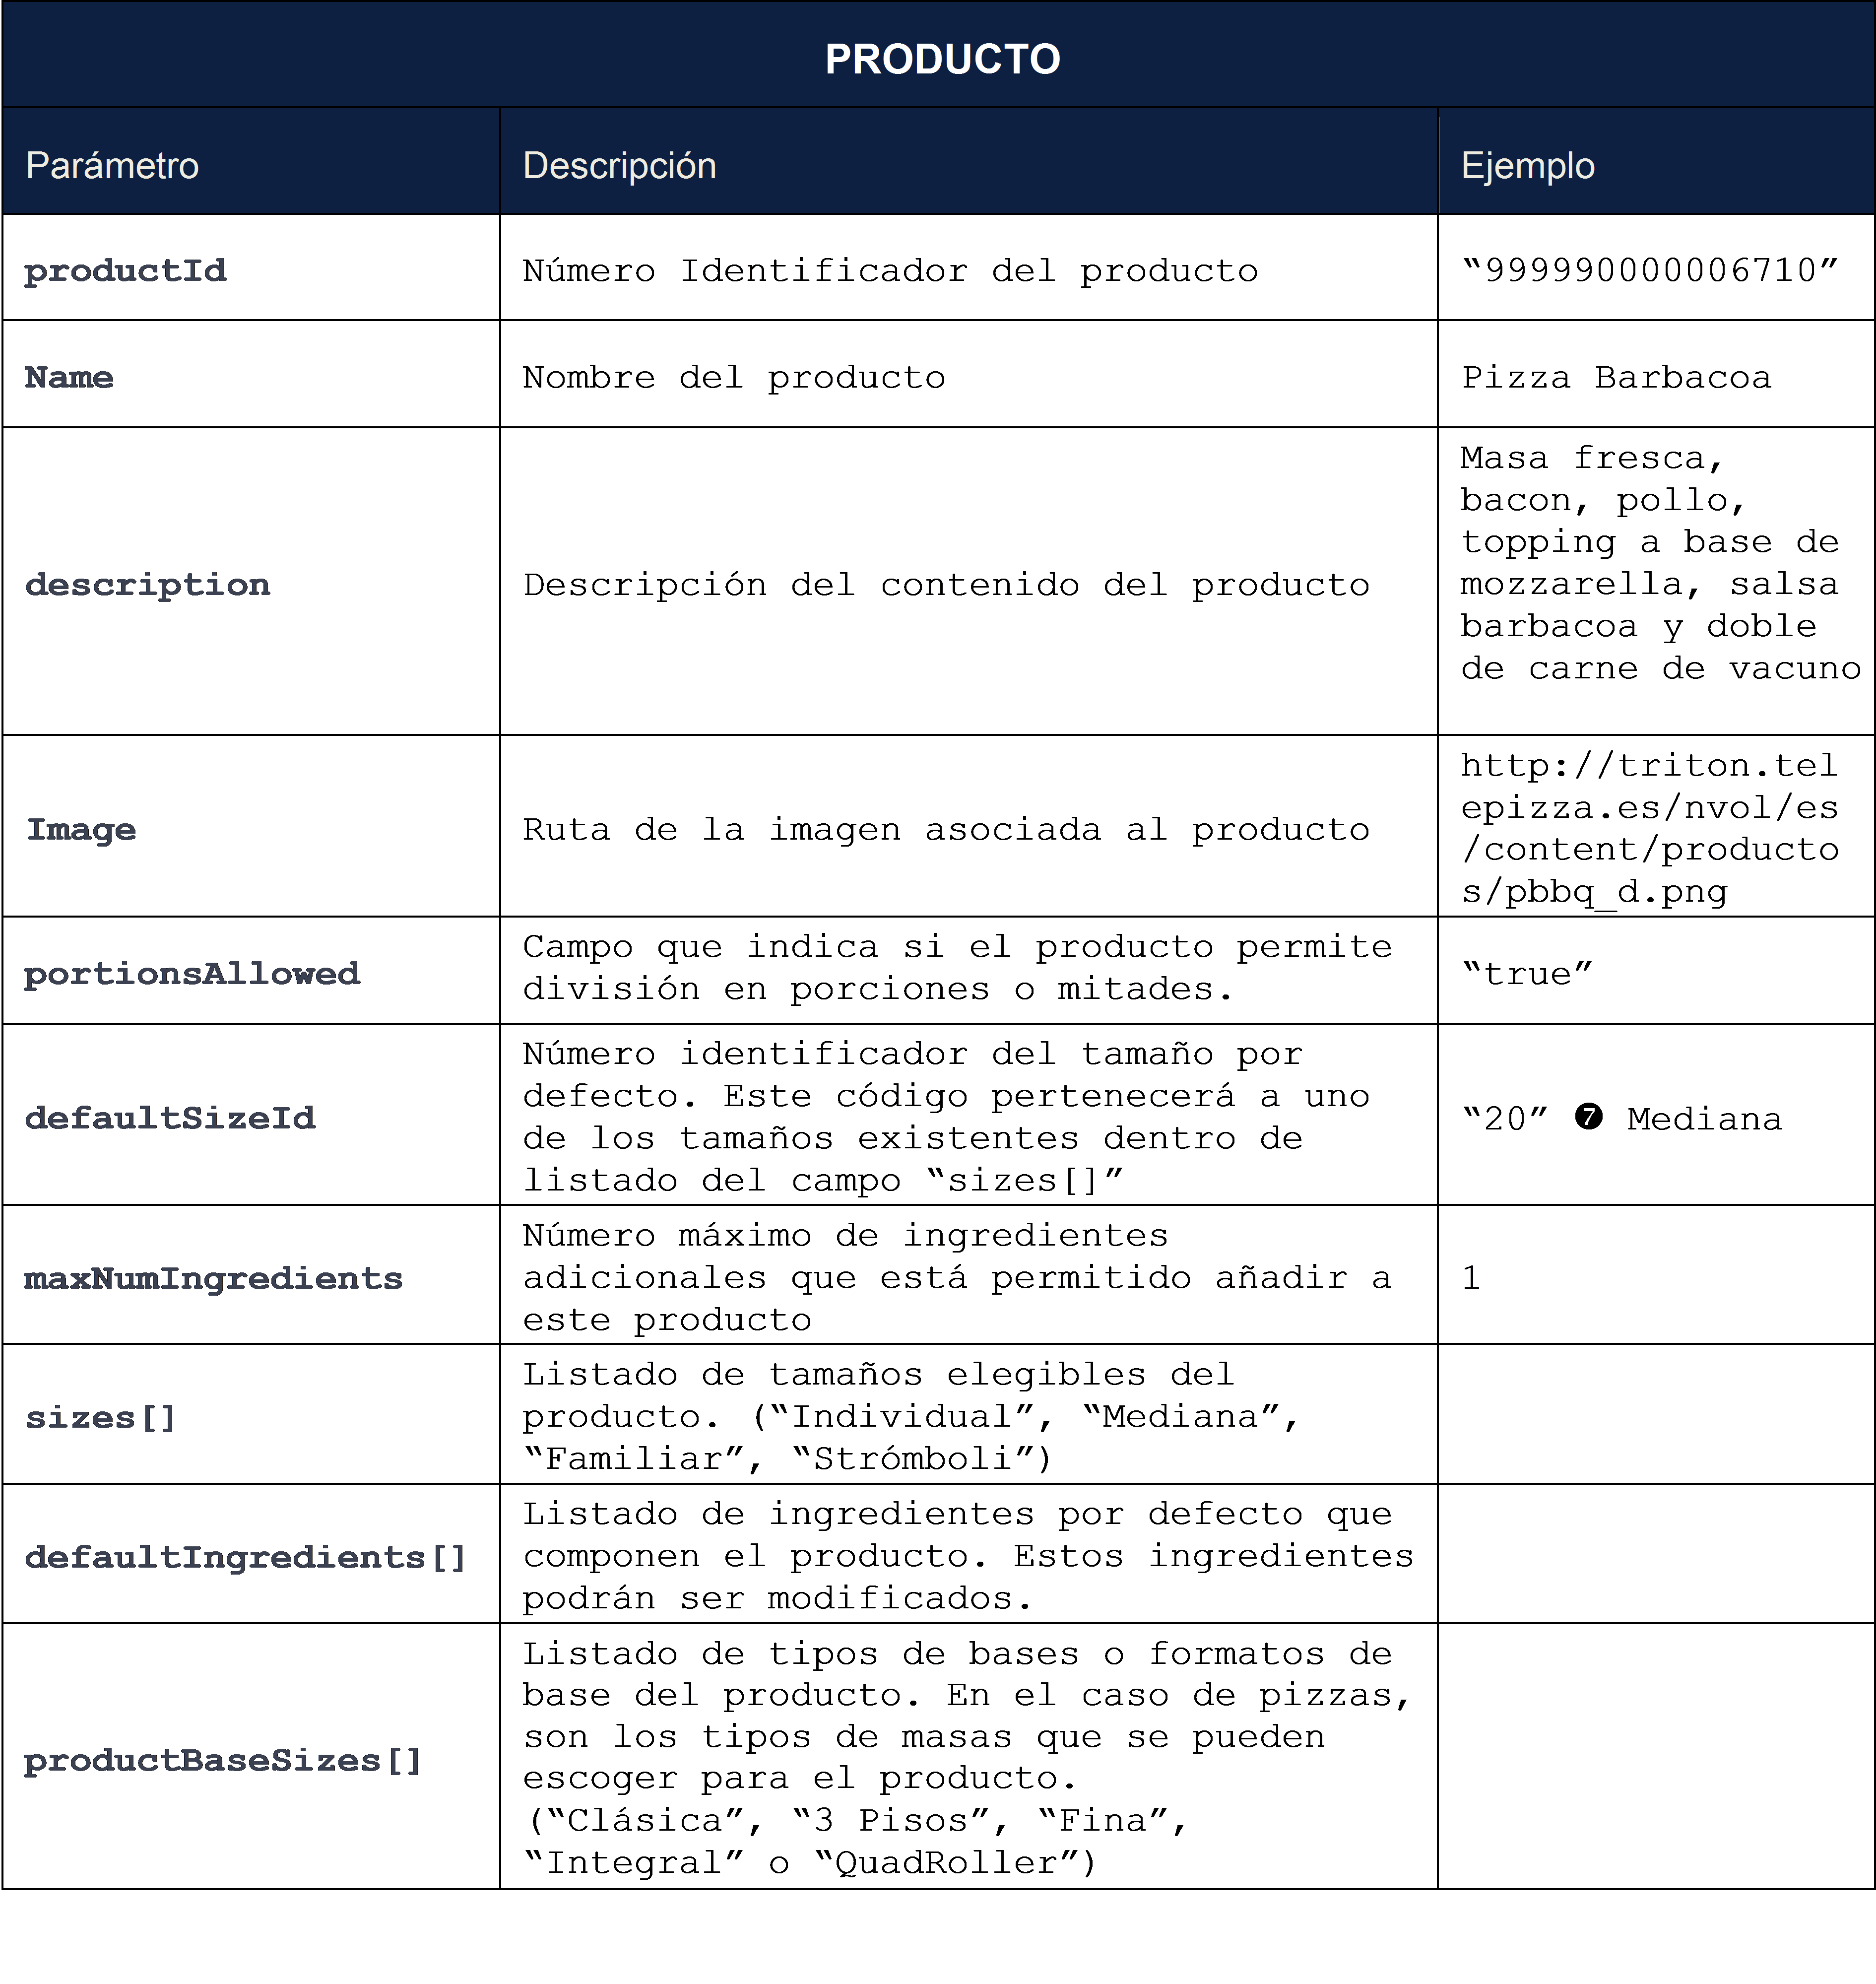 PRODUCTO
Parámetro
Descripción
Ejemplo
productId
Número Identificador del producto
“999990000006710”
Name
Nombre del producto
Pizza Barbacoa
description
Descripción del contenido del producto
Masa fresca,
bacon, pollo,
topping a base de
mozzarella, salsa
barbacoa y doble
de carne de vacuno
Image
Ruta de la imagen asociada al producto
http://triton.tel
epizza.es/nvol/es
/content/producto
s/pbbq_d.png
portionsAllowed
Campo que indica si el producto permite
división en porciones o mitades.
“true”
defaultSizeId
Número identificador del tamaño por
defecto. Este código pertenecerá a uno
de los tamaños existentes dentro de
listado del campo “sizes[]”
“20” ❼ Mediana
maxNumIngredients
Número máximo de ingredientes
adicionales que está permitido añadir a
este producto
1
sizes[]
Listado de tamaños elegibles del
producto. (“Individual”, “Mediana”,
“Familiar”, “Strómboli”)
defaultIngredients[]
Listado de ingredientes por defecto que
componen el producto. Estos ingredientes
podrán ser modificados.
productBaseSizes[]
Listado de tipos de bases o formatos de
base del producto. En el caso de pizzas,
son los tipos de masas que se pueden
escoger para el producto.
(“Clásica”, “3 Pisos”, “Fina”,
“Integral” o “QuadRoller”)